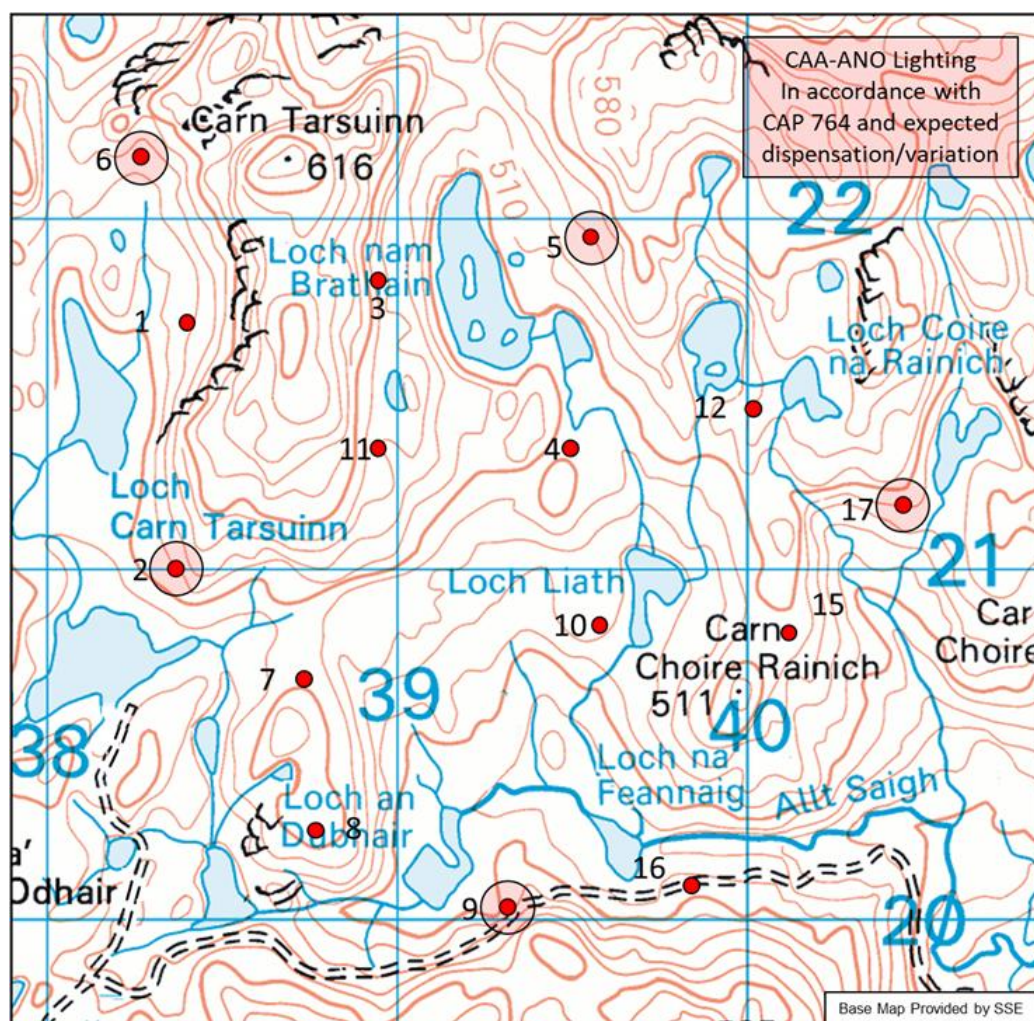 CAA-ANO Lighting
In accordance with
CAP 764 and expected
dispensation/variation
580
Carn Tarsuinn
616
6
510
22
5
Loch nam
Brathain
3
1
Loch Coire
na Rainich
12
11
4
Loch
Carn Tarsuinn
17
21
2
Loch Liath
15
10
Carn
Choire Rainich
511
Car
Choire
7
39
38
40
Loch na
Feannaig
Allt Saigh
Loch an
Dubhair
8
a'
Odhair
16
9
20
Base Map Provided by SSE